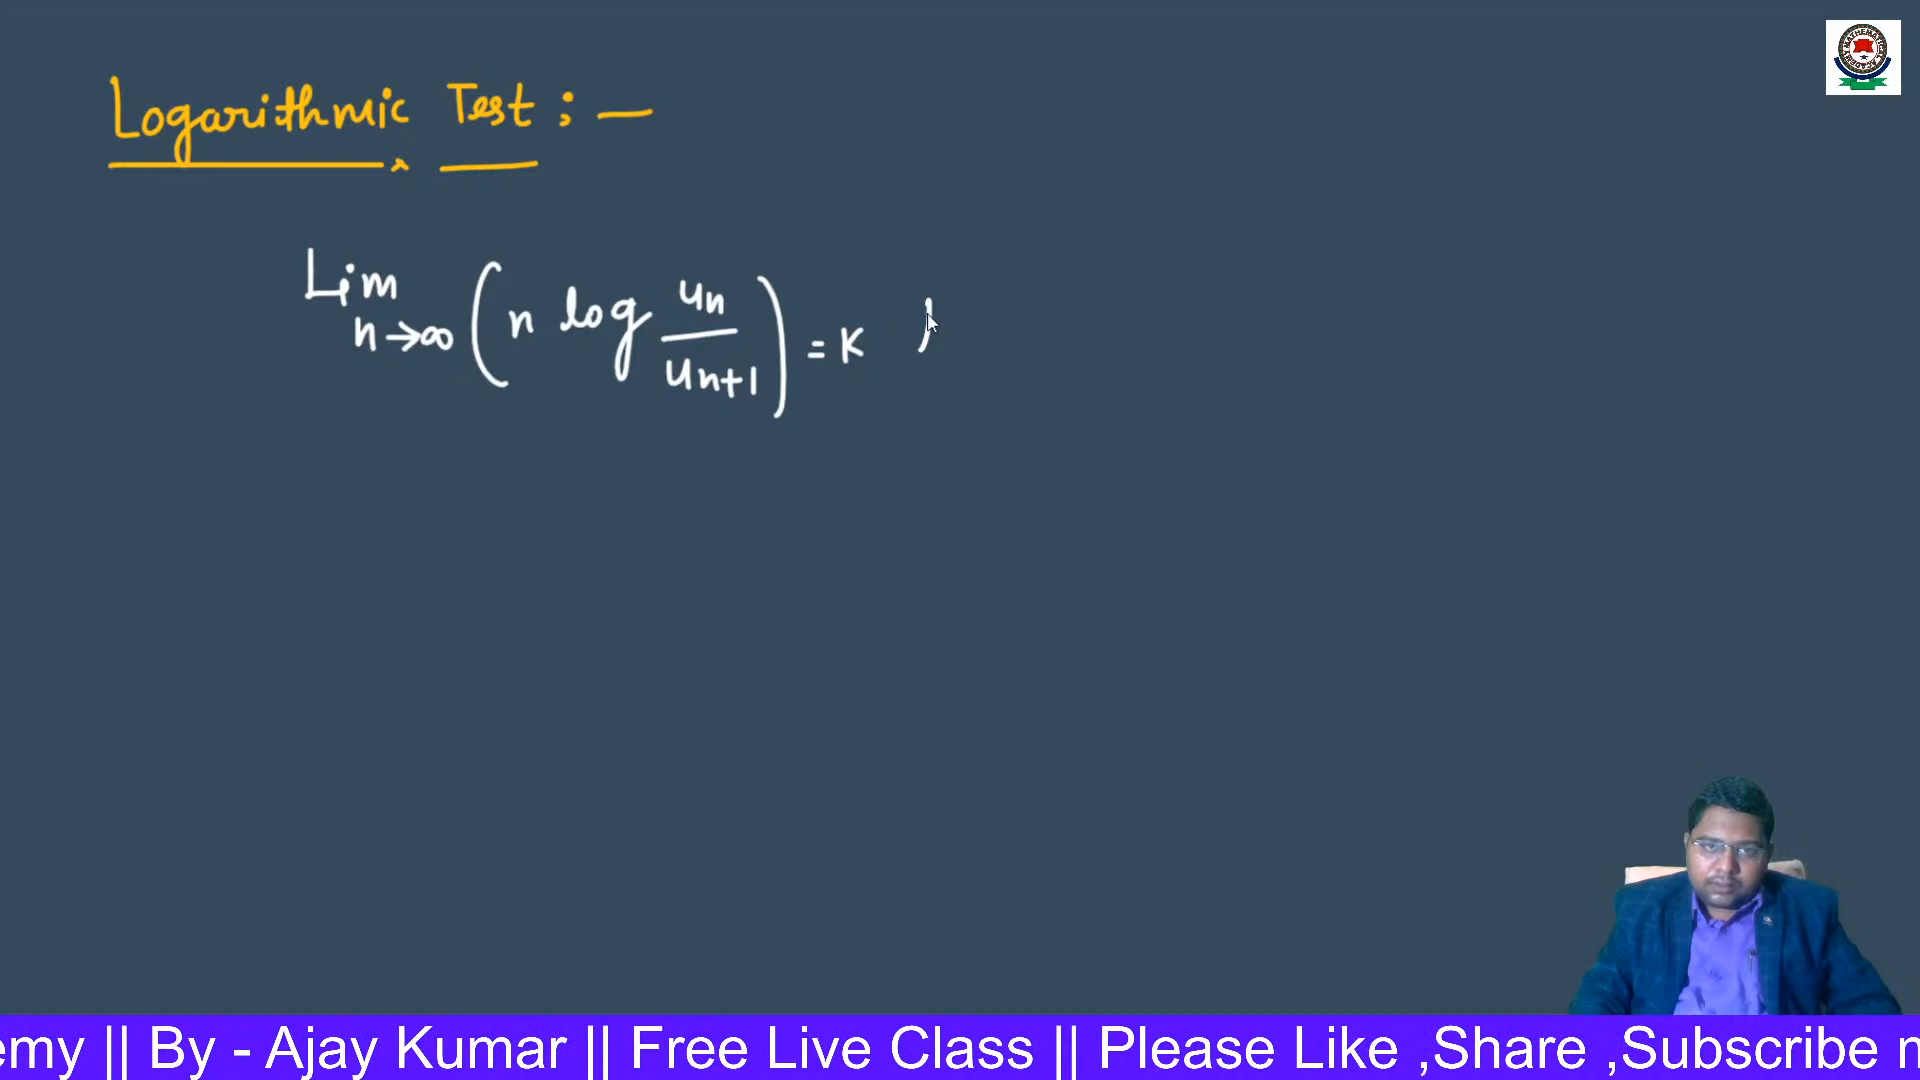 Logarithmic Test : —
Lim n→∞ ( n log un / un+1 ) = K ,
emy || By - Ajay Kumar || Free Live Class || Please Like ,Share ,Subscribe